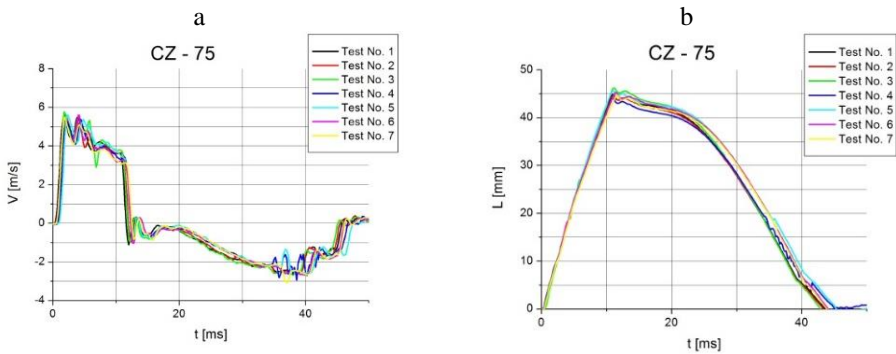 a
CZ - 75
Test No. 1
Test No. 2
Test No. 3
Test No. 4
Test No. 5
Test No. 6
Test No. 7
8
6
4
2
0
-2
-4
V [m/s]
0
20
40
t [ms]
b
CZ - 75
Test No. 1
Test No. 2
Test No. 3
Test No. 4
Test No. 5
Test No. 6
Test No. 7
50
40
30
20
10
0
L [mm]
0
20
40
t [ms]